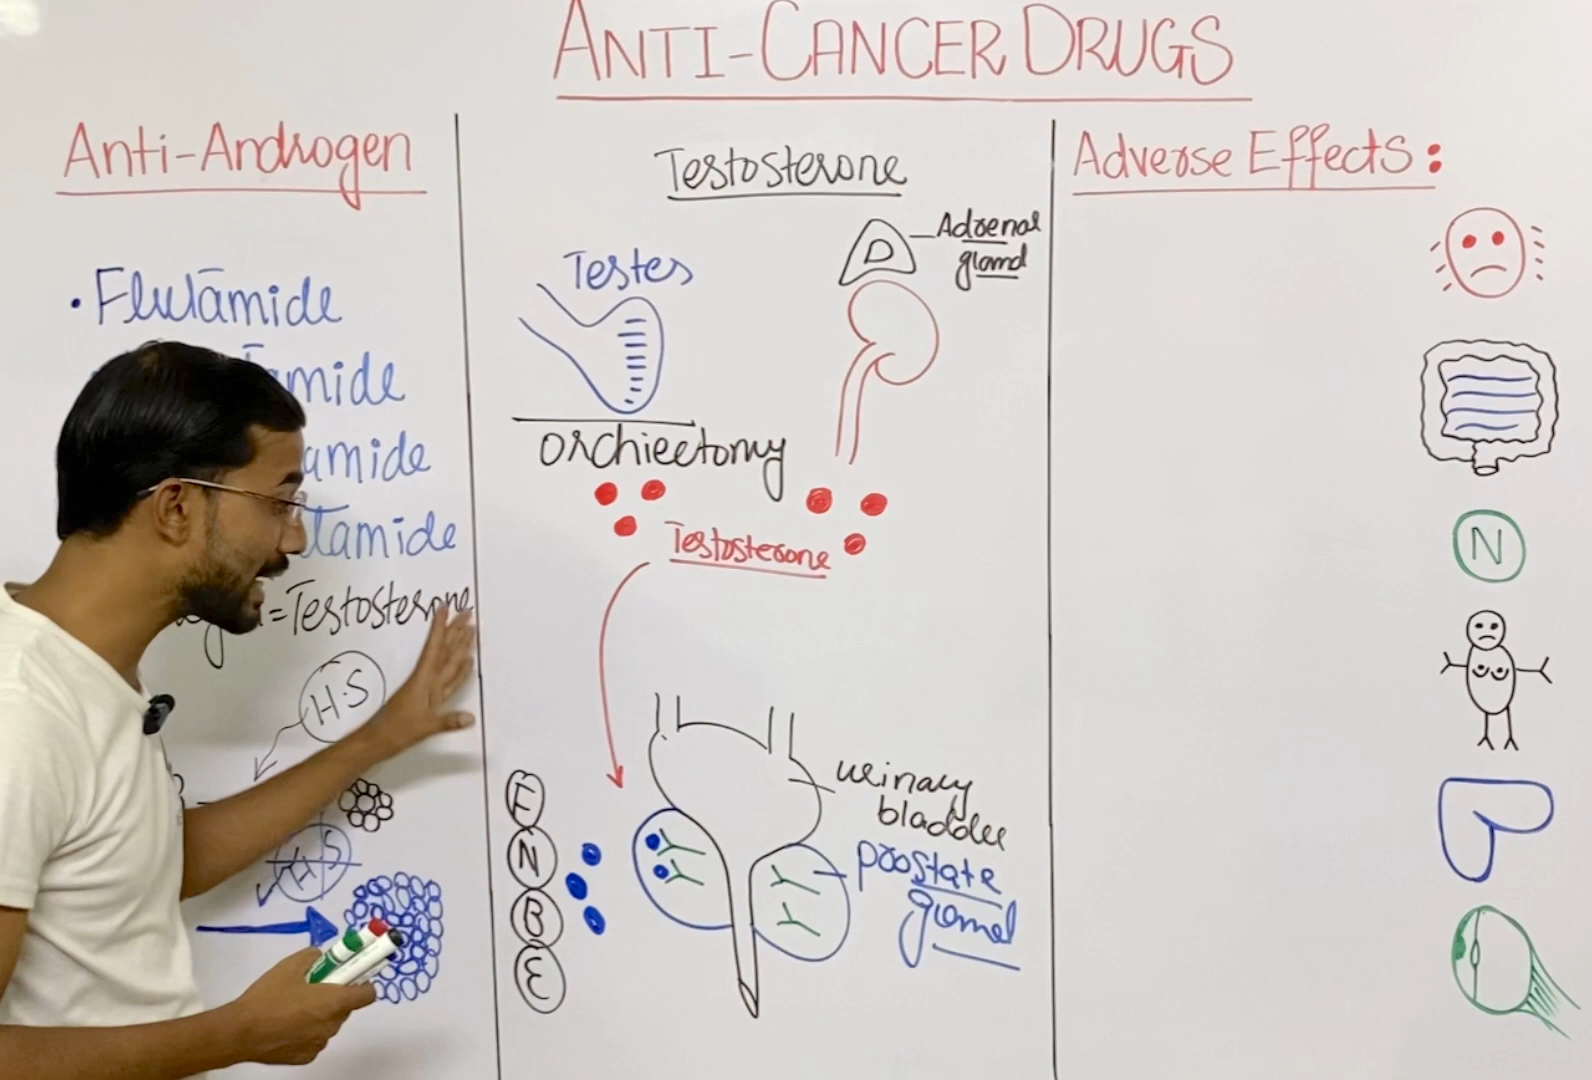 ANTI-CANCER DRUGS
Anti-Androgen
• Flutamide
mide
amide
tamide
=Testosterone
H.S
H.S
Testosterone
Testes
Adrenal
gland
Orchiectomy
Testosterone
urinary
bladder
prostate
gland
F
N
B
E
Adverse Effects:
N